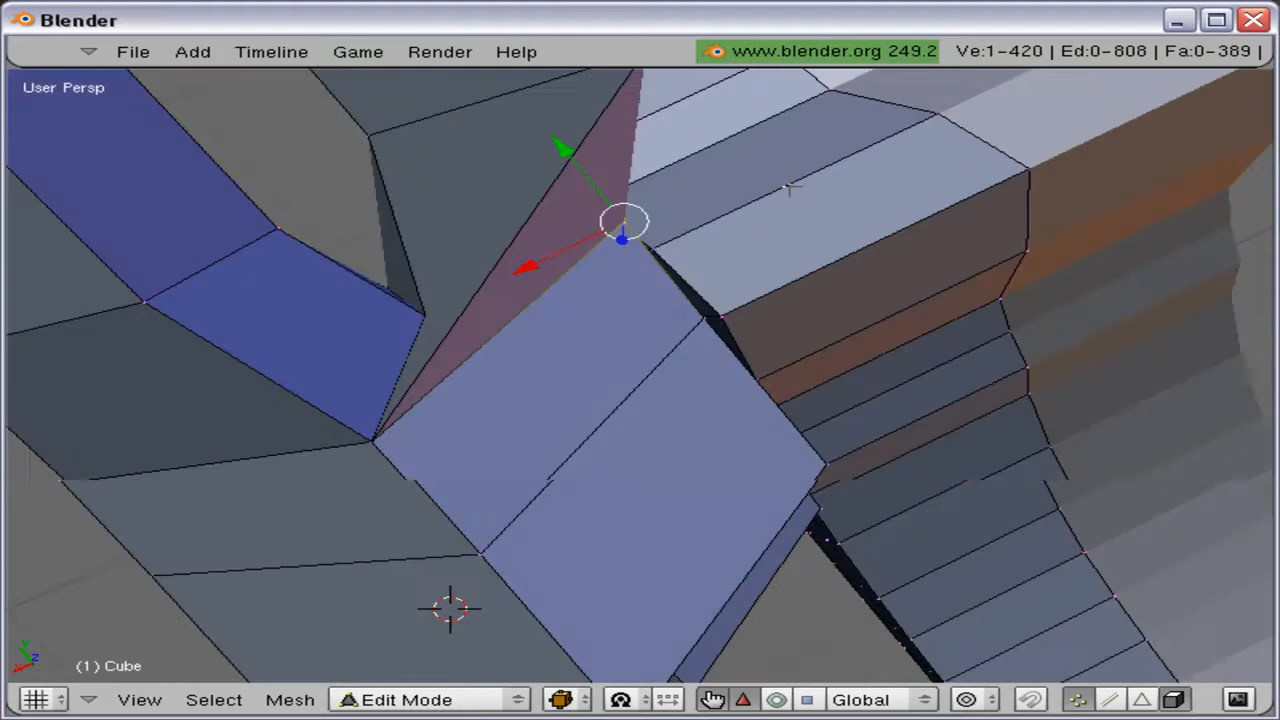 Blender
File Add Timeline Game Render Help www.blender.org 249.2 Ve:1-420 | Ed:0-808 | Fa:0-389 |
User Persp
(1) Cube
View Select Mesh Edit Mode Global